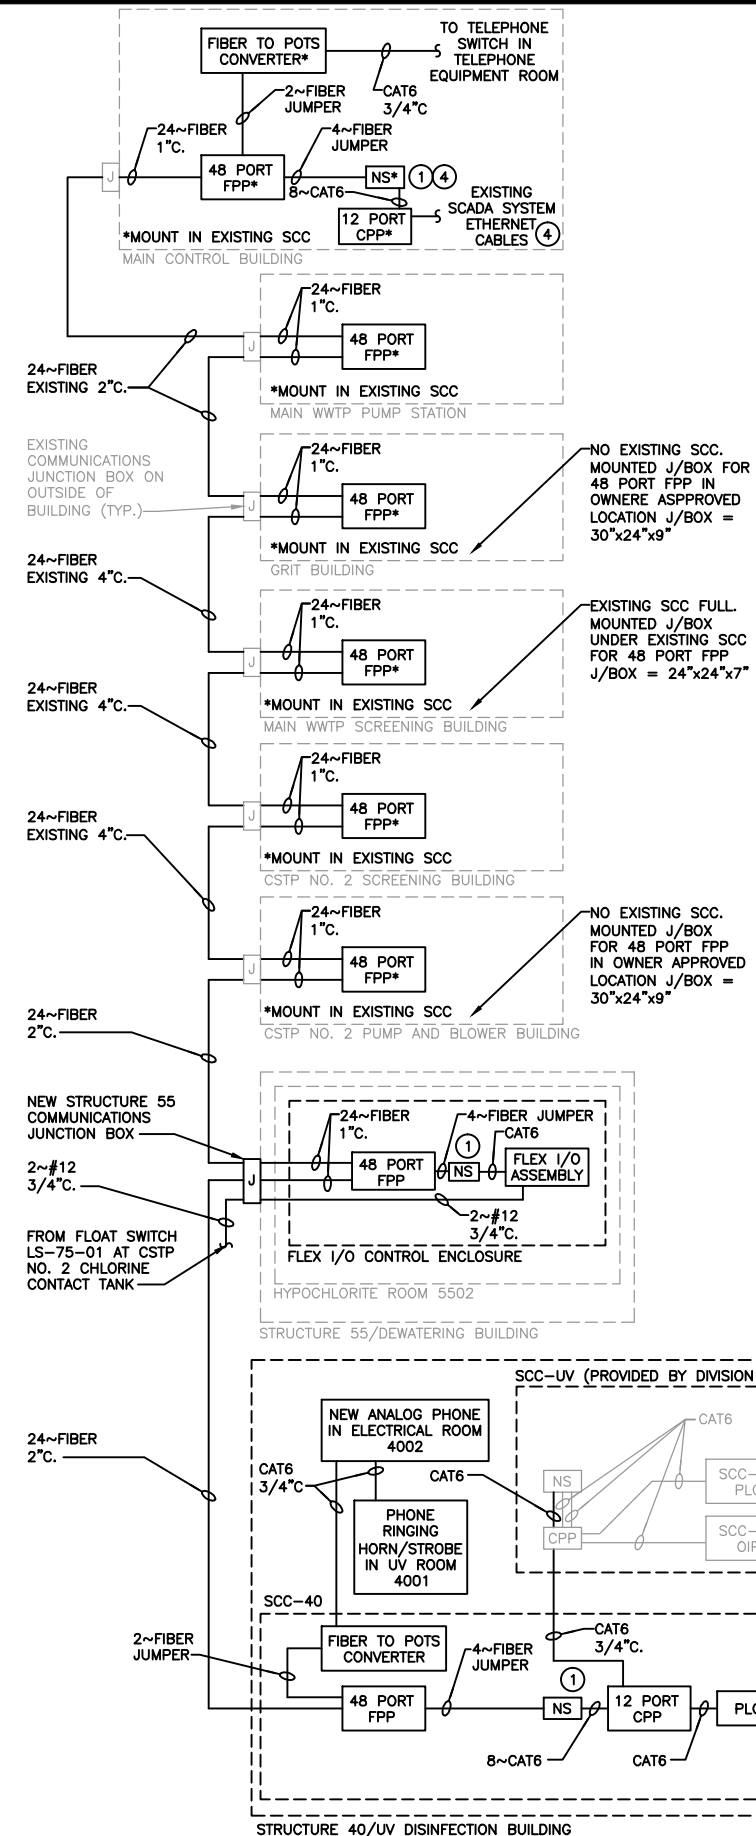 FIBER TO POTS
CONVERTER*
TO TELEPHONE
SWITCH IN
TELEPHONE
EQUIPMENT ROOM
2~FIBER
JUMPER
CAT6
3/4"C
24~FIBER
1"C.
4~FIBER
JUMPER
J
48 PORT
FPP*
NS*
1
4
8~CAT6
12 PORT
CPP*
EXISTING
SCADA SYSTEM
ETHERNET
CABLES 4
*MOUNT IN EXISTING SCC
MAIN CONTROL BUILDING
24~FIBER
1"C.
J
48 PORT
FPP*
24~FIBER
EXISTING 2"C.
*MOUNT IN EXISTING SCC
MAIN WWTP PUMP STATION
EXISTING
COMMUNICATIONS
JUNCTION BOX ON
OUTSIDE OF
BUILDING (TYP.)
24~FIBER
1"C.
J
48 PORT
FPP*
NO EXISTING SCC.
MOUNTED J/BOX FOR
48 PORT FPP IN
OWNERE ASPPROVED
LOCATION J/BOX =
30"x24"x9"
*MOUNT IN EXISTING SCC
GRIT BUILDING
24~FIBER
EXISTING 4"C.
24~FIBER
1"C.
J
48 PORT
FPP*
EXISTING SCC FULL.
MOUNTED J/BOX
UNDER EXISTING SCC
FOR 48 PORT FPP
J/BOX = 24"x24"x7"
*MOUNT IN EXISTING SCC
MAIN WWTP SCREENING BUILDING
24~FIBER
EXISTING 4"C.
24~FIBER
1"C.
J
48 PORT
FPP*
*MOUNT IN EXISTING SCC
CSTP NO. 2 SCREENING BUILDING
24~FIBER
EXISTING 4"C.
24~FIBER
1"C.
J
48 PORT
FPP*
NO EXISTING SCC.
MOUNTED J/BOX
FOR 48 PORT FPP
IN OWNER APPROVED
LOCATION J/BOX =
30"x24"x9"
*MOUNT IN EXISTING SCC
CSTP NO. 2 PUMP AND BLOWER BUILDING
24~FIBER
2"C.
NEW STRUCTURE 55
COMMUNICATIONS
JUNCTION BOX
24~FIBER
1"C.
4~FIBER JUMPER
CAT6
1
J
48 PORT
FPP
NS
FLEX I/O
ASSEMBLY
2~#12
3/4"C.
2~#12
3/4"C.
FROM FLOAT SWITCH
LS-75-01 AT CSTP
NO. 2 CHLORINE
CONTACT TANK
FLEX I/O CONTROL ENCLOSURE
HYPOCHLORITE ROOM 5502
STRUCTURE 55/DEWATERING BUILDING
SCC-UV (PROVIDED BY DIVISION
NEW ANALOG PHONE
IN ELECTRICAL ROOM
4002
CAT6
24~FIBER
2"C.
CAT6
3/4"C
CAT6
NS
SCC-
PLC
PHONE
RINGING
HORN/STROBE
IN UV ROOM
4001
CPP
SCC-
OIP
SCC-40
2~FIBER
JUMPER
FIBER TO POTS
CONVERTER
4~FIBER
JUMPER
CAT6
3/4"C.
1
48 PORT
FPP
NS
12 PORT
CPP
PLC
8~CAT6
CAT6
STRUCTURE 40/UV DISINFECTION BUILDING